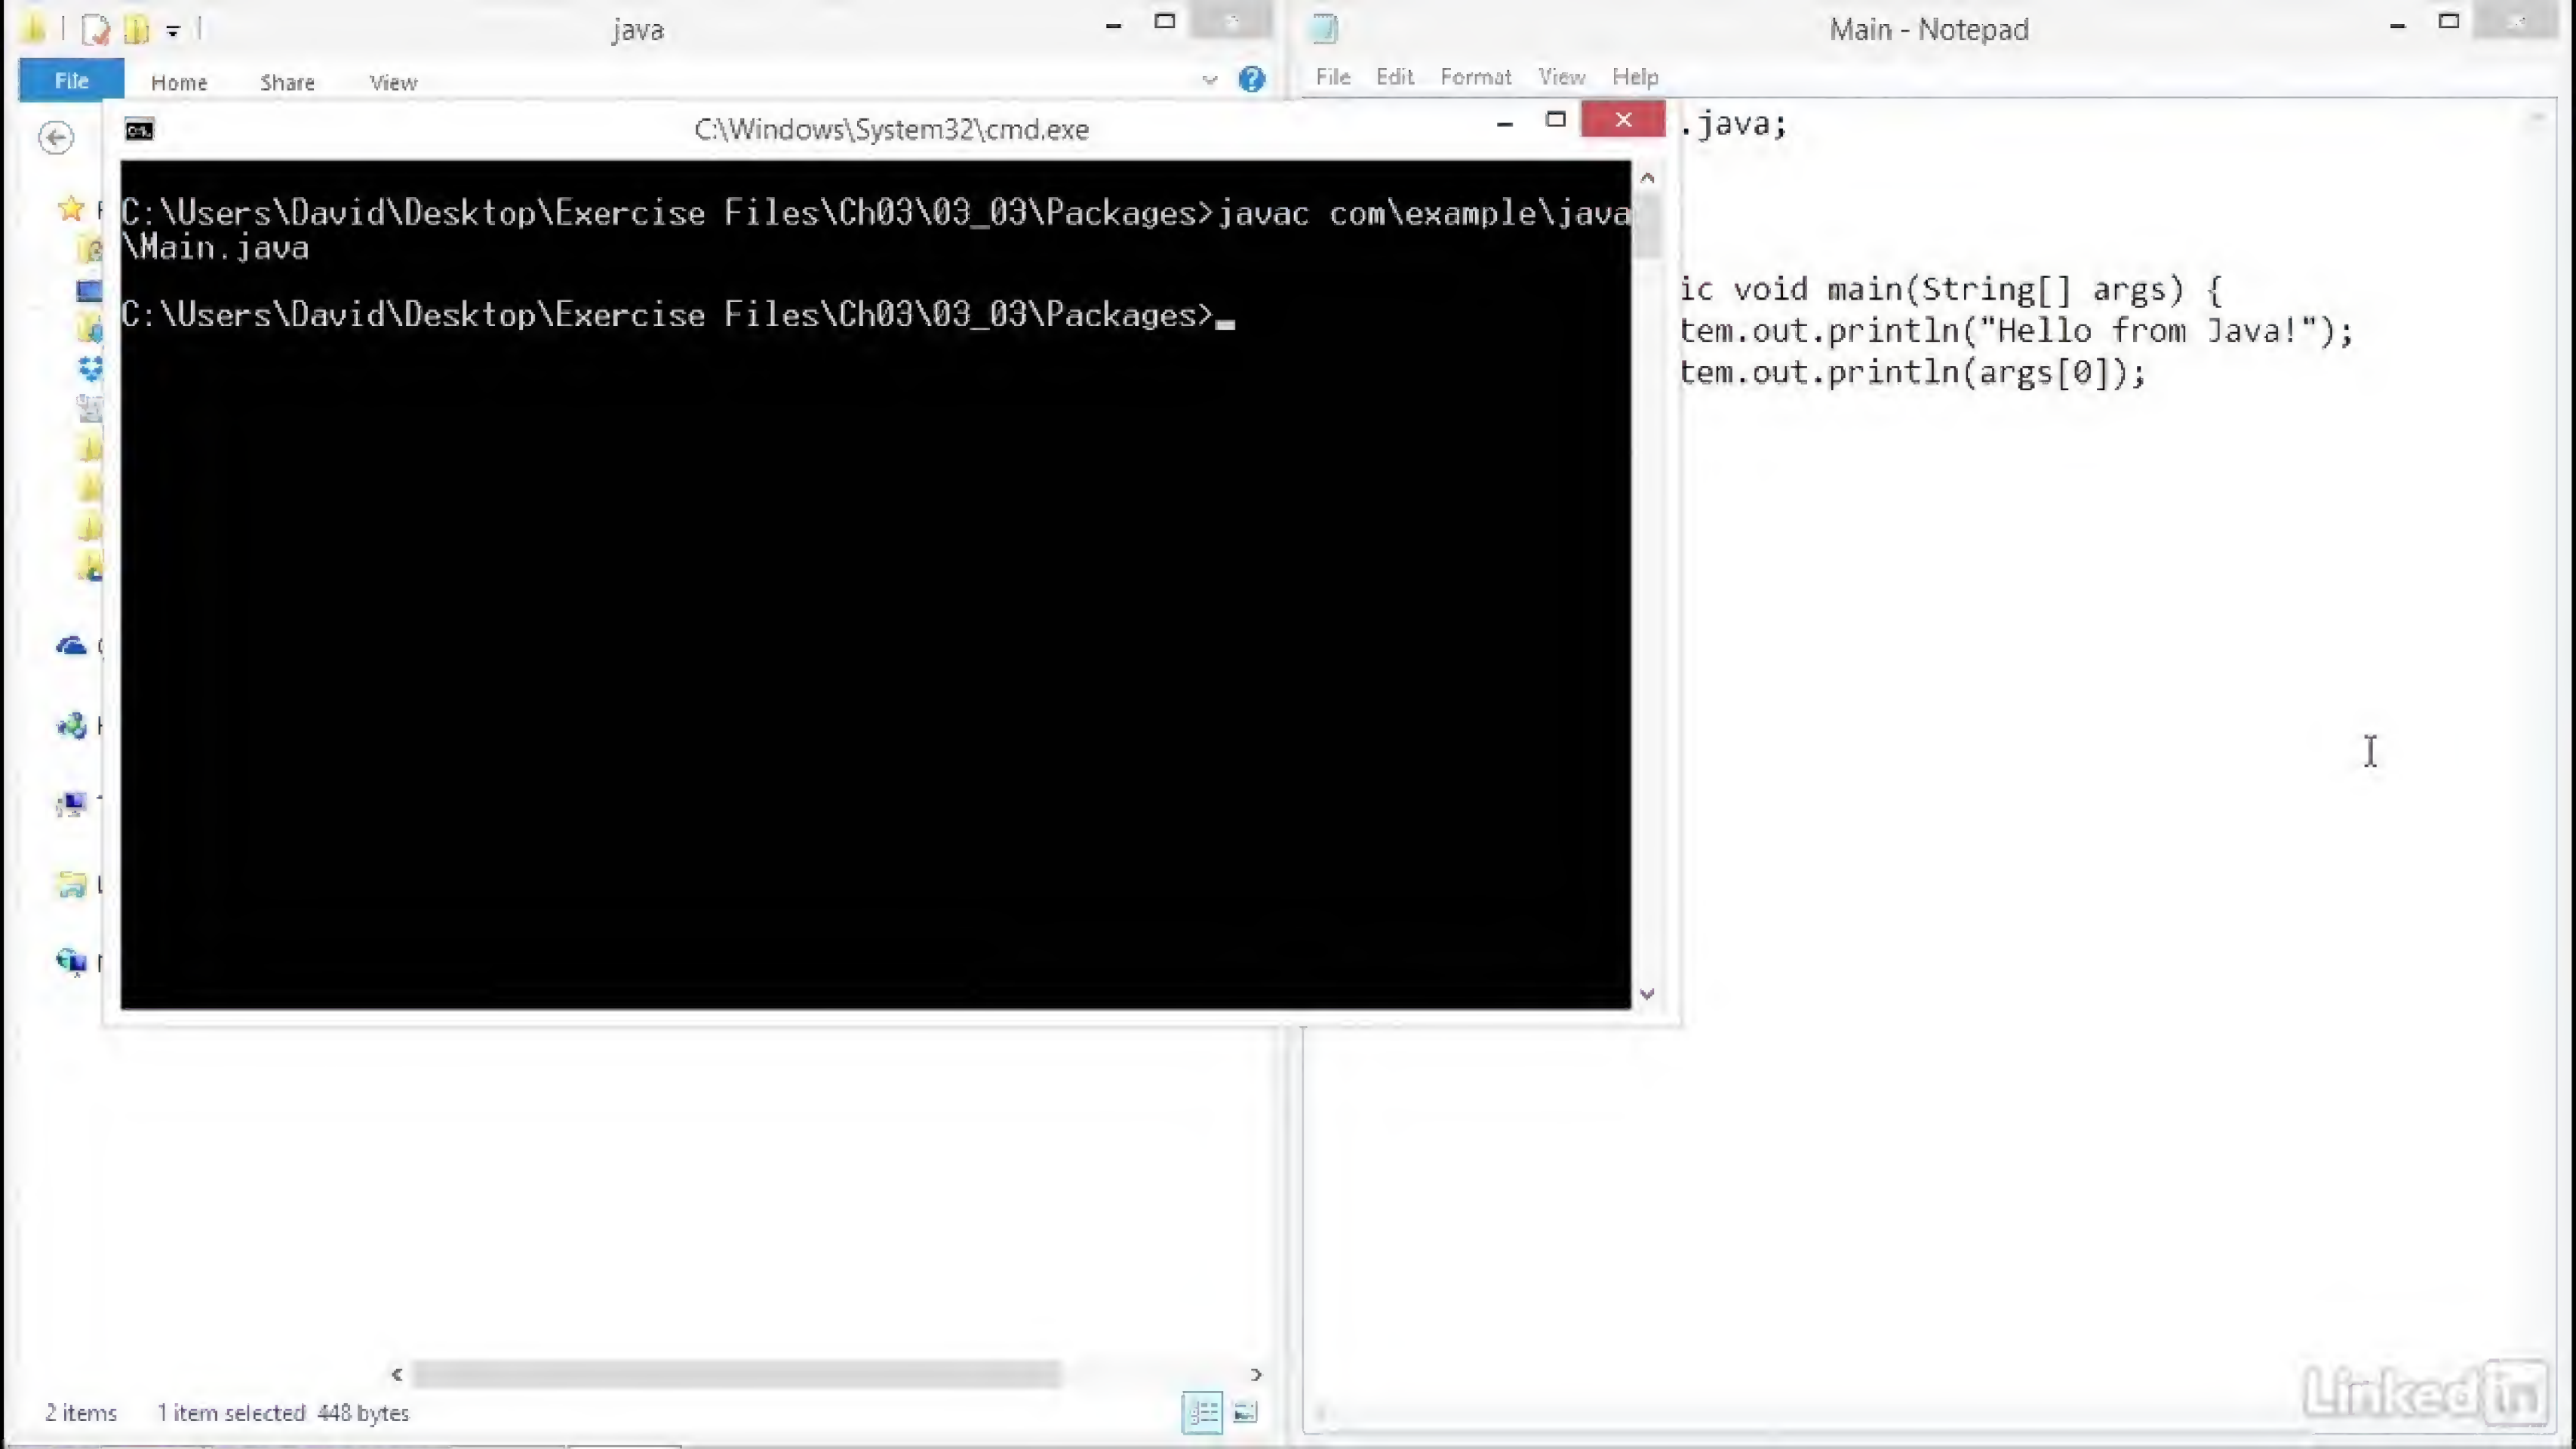 java
File Home Share View
C:\Windows\System32\cmd.exe
C:\Users\David\Desktop\Exercise Files\Ch03\03_03\Packages>javac com\example\java
\Main.java
C:\Users\David\Desktop\Exercise Files\Ch03\03_03\Packages>
2 items 1 item selected 448 bytes
Main - Notepad
File Edit Format View Help
.java;
ic void main(String[] args) {
tem.out.println("Hello from Java!");
tem.out.println(args[0]);
Linked in